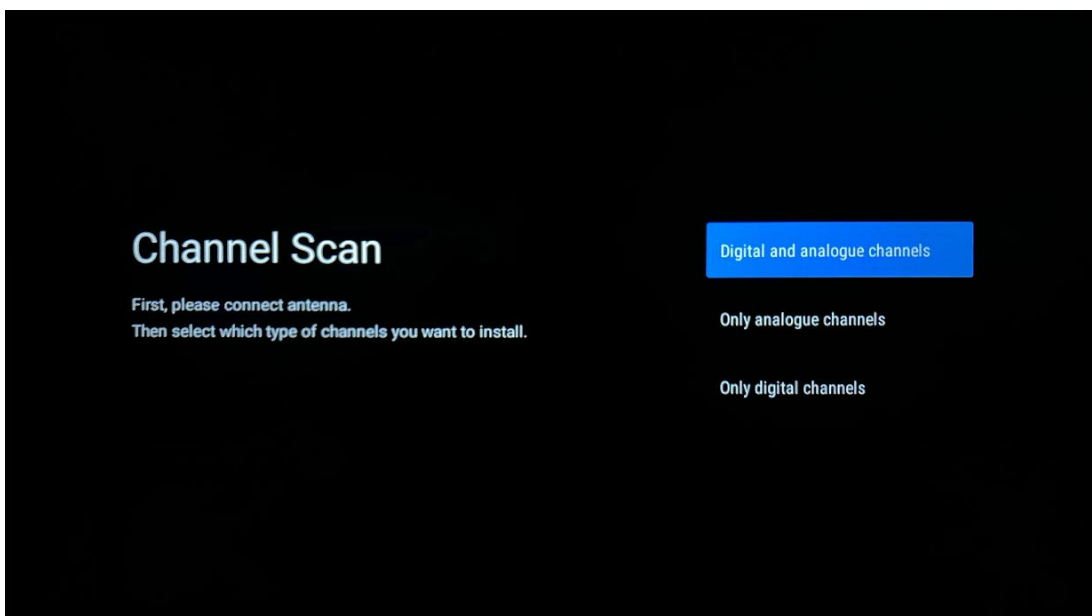 Channel Scan
First, please connect antenna.
Then select which type of channels you want to install.
Digital and analogue channels
Only analogue channels
Only digital channels